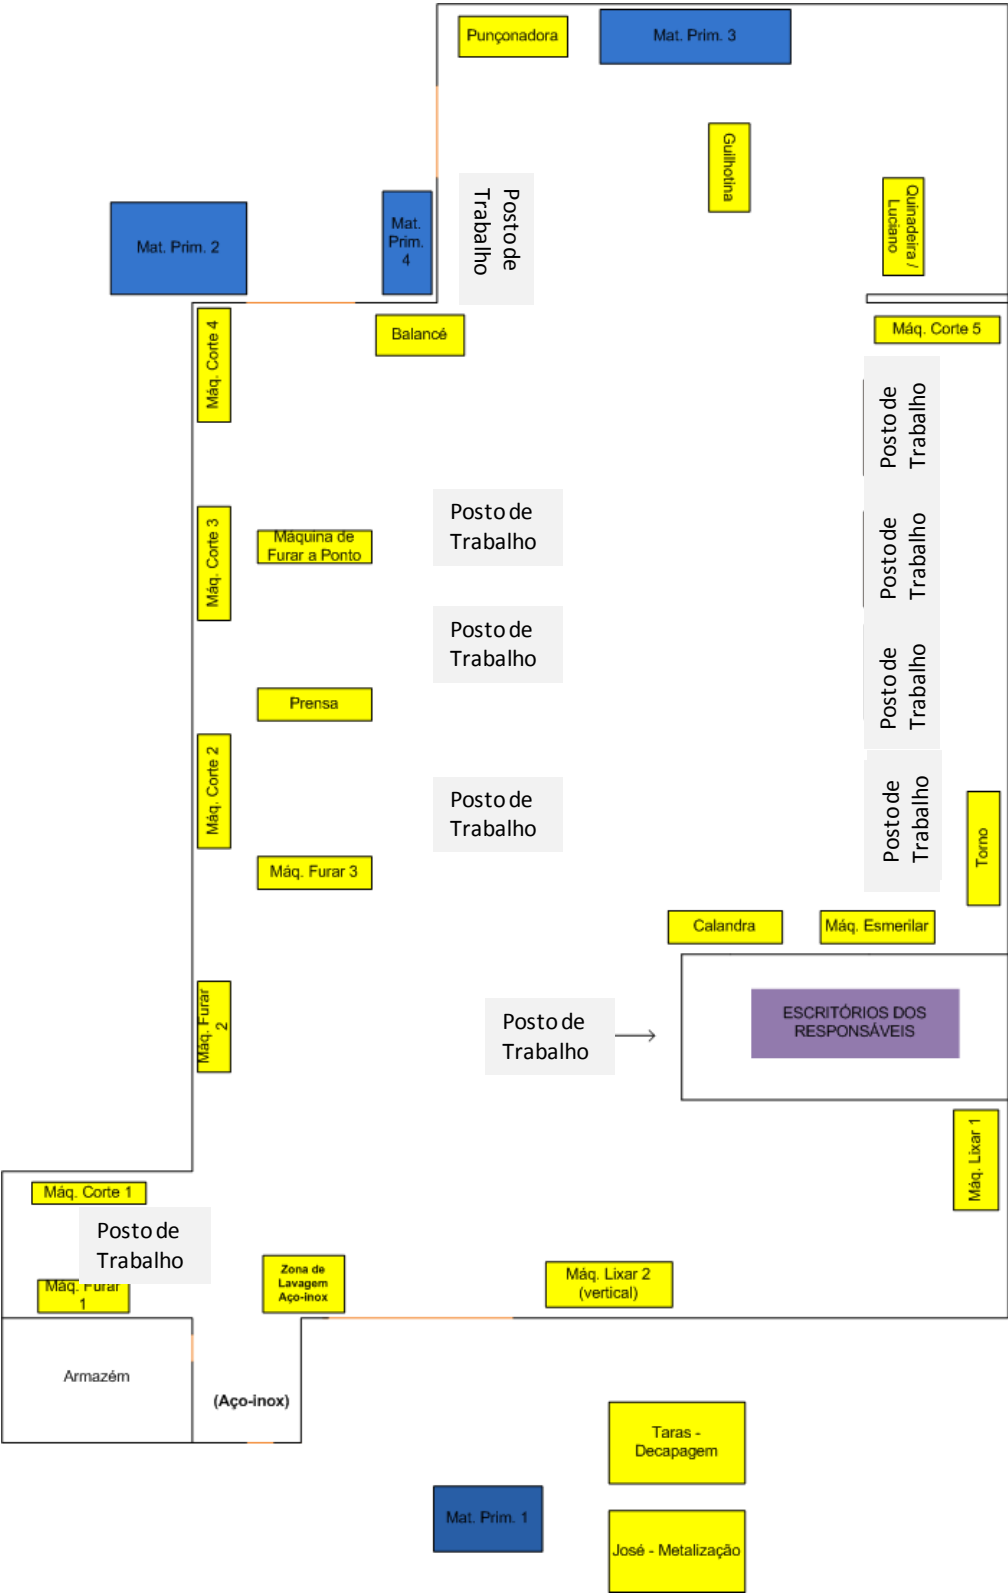 Punçonadora
Mat. Prim. 3
Guilhotina
Posto de
Trabalho
Quinadeira /
Luciano
Mat. Prim. 2
Mat.
Prim.
4
Balancé
Máq. Corte 5
Máq. Corte 4
Posto de
Trabalho
Posto de
Trabalho
Máq. Corte 3
Máquina de
Furar a Ponto
Posto de
Trabalho
Posto de
Trabalho
Posto de
Trabalho
Prensa
Máq. Corte 2
Posto de
Trabalho
Posto de
Trabalho
Torno
Máq. Furar 3
Calandra
Máq. Esmerilar
Máq. Furar
2
Posto de
Trabalho
ESCRITÓRIOS DOS
RESPONSÁVEIS
Máq. Lixar 1
Máq. Corte 1
Posto de
Trabalho
Máq. Furar
1
Zona de
Lavagem
Aço-inox
Máq. Lixar 2
(vertical)
Armazém
(Aço-inox)
Taras -
Decapagem
Mat. Prim. 1
José - Metalização